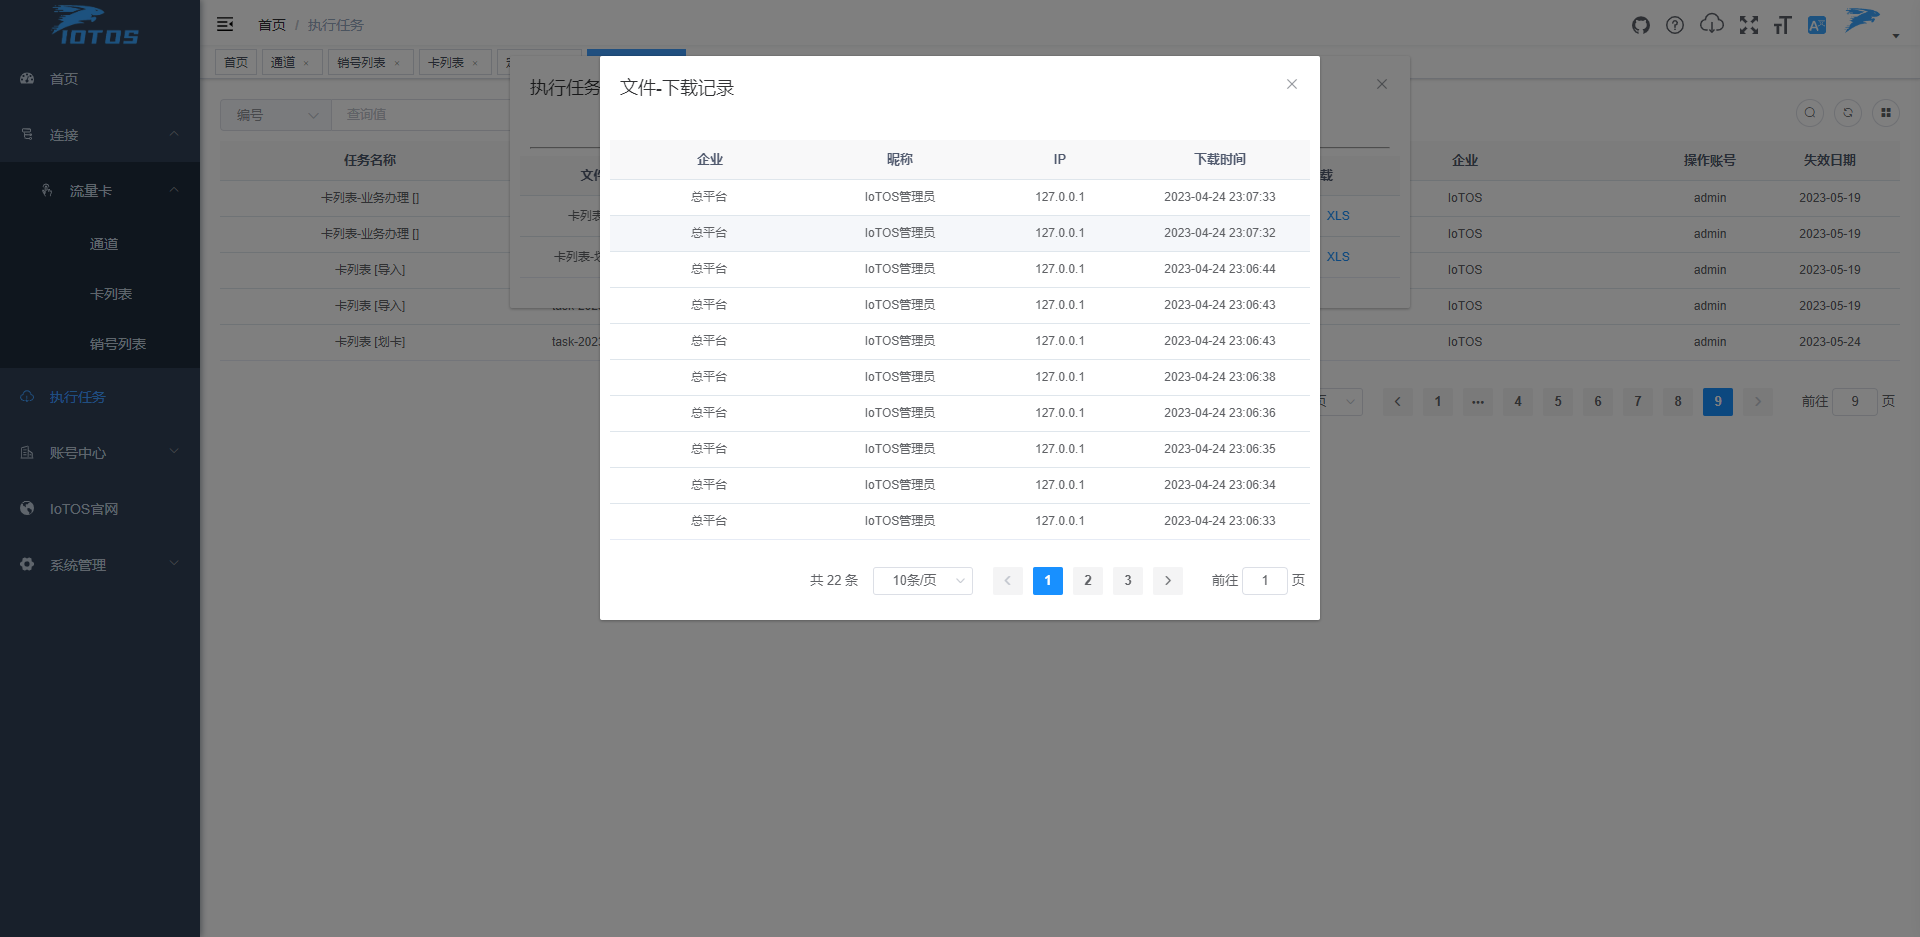 IOTOS
首页
连接
流量卡
通道
卡列表
销号列表
执行任务
账号中心
IoTOS官网
系统管理
首页 / 执行任务
首页 通道 × 销号列表 × 卡列表 ×
编号 查询值
任务名称 企业 操作账号 失效日期
卡列表-业务办理 [] IoTOS admin 2023-05-19
卡列表-业务办理 [] IoTOS admin 2023-05-19
卡列表 [导入] IoTOS admin 2023-05-19
卡列表 [导入] IoTOS admin 2023-05-19
卡列表 [划卡] task-202 IoTOS admin 2023-05-24
页 1 ••• 4 5 6 7 8 9 前往 9 页
执行任务
文件 载
卡列表 XLS
卡列表-划 XLS
文件-下载记录
企业 昵称 IP 下载时间
总平台 IoTOS管理员 127.0.0.1 2023-04-24 23:07:33
总平台 IoTOS管理员 127.0.0.1 2023-04-24 23:07:32
总平台 IoTOS管理员 127.0.0.1 2023-04-24 23:06:44
总平台 IoTOS管理员 127.0.0.1 2023-04-24 23:06:43
总平台 IoTOS管理员 127.0.0.1 2023-04-24 23:06:43
总平台 IoTOS管理员 127.0.0.1 2023-04-24 23:06:38
总平台 IoTOS管理员 127.0.0.1 2023-04-24 23:06:36
总平台 IoTOS管理员 127.0.0.1 2023-04-24 23:06:35
总平台 IoTOS管理员 127.0.0.1 2023-04-24 23:06:34
总平台 IoTOS管理员 127.0.0.1 2023-04-24 23:06:33
共 22 条 10条/页 1 2 3 前往 1 页